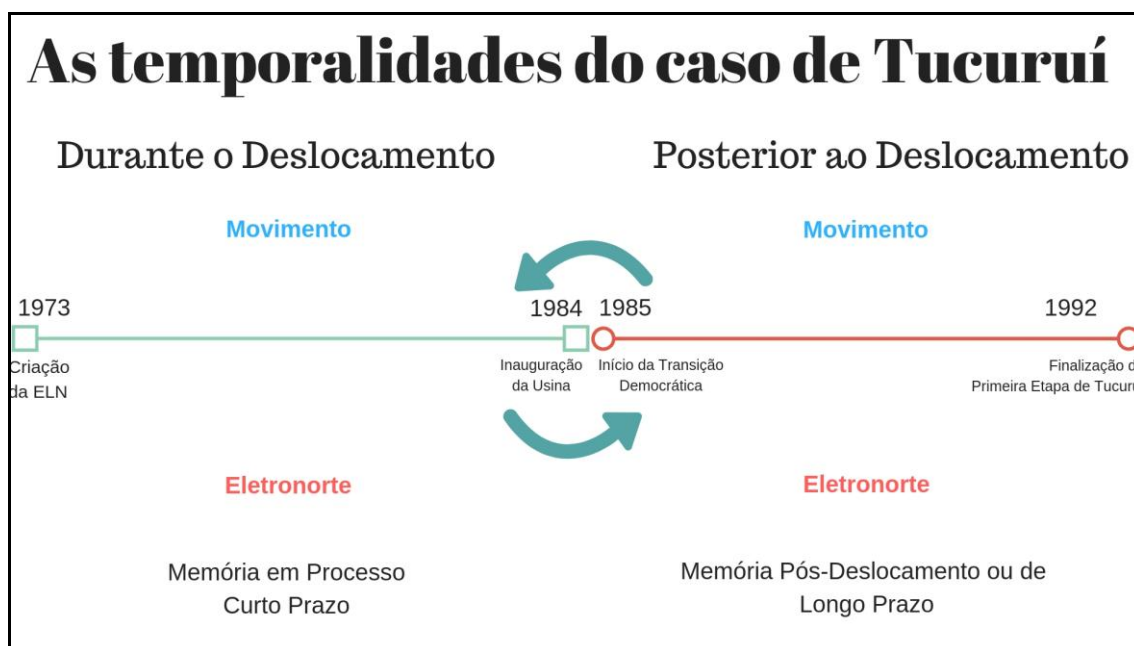 As temporalidades do caso de Tucuruí
Durante o Deslocamento
Posterior ao Deslocamento
Movimento
Movimento
1973
1984
1985
1992
Criação
da ELN
Inauguração
da Usina
Início da Transição
Democrática
Finalização d
Primeira Etapa de Tucuru
Eletronorte
Eletronorte
Memória em Processo
Curto Prazo
Memória Pós-Deslocamento ou de
Longo Prazo